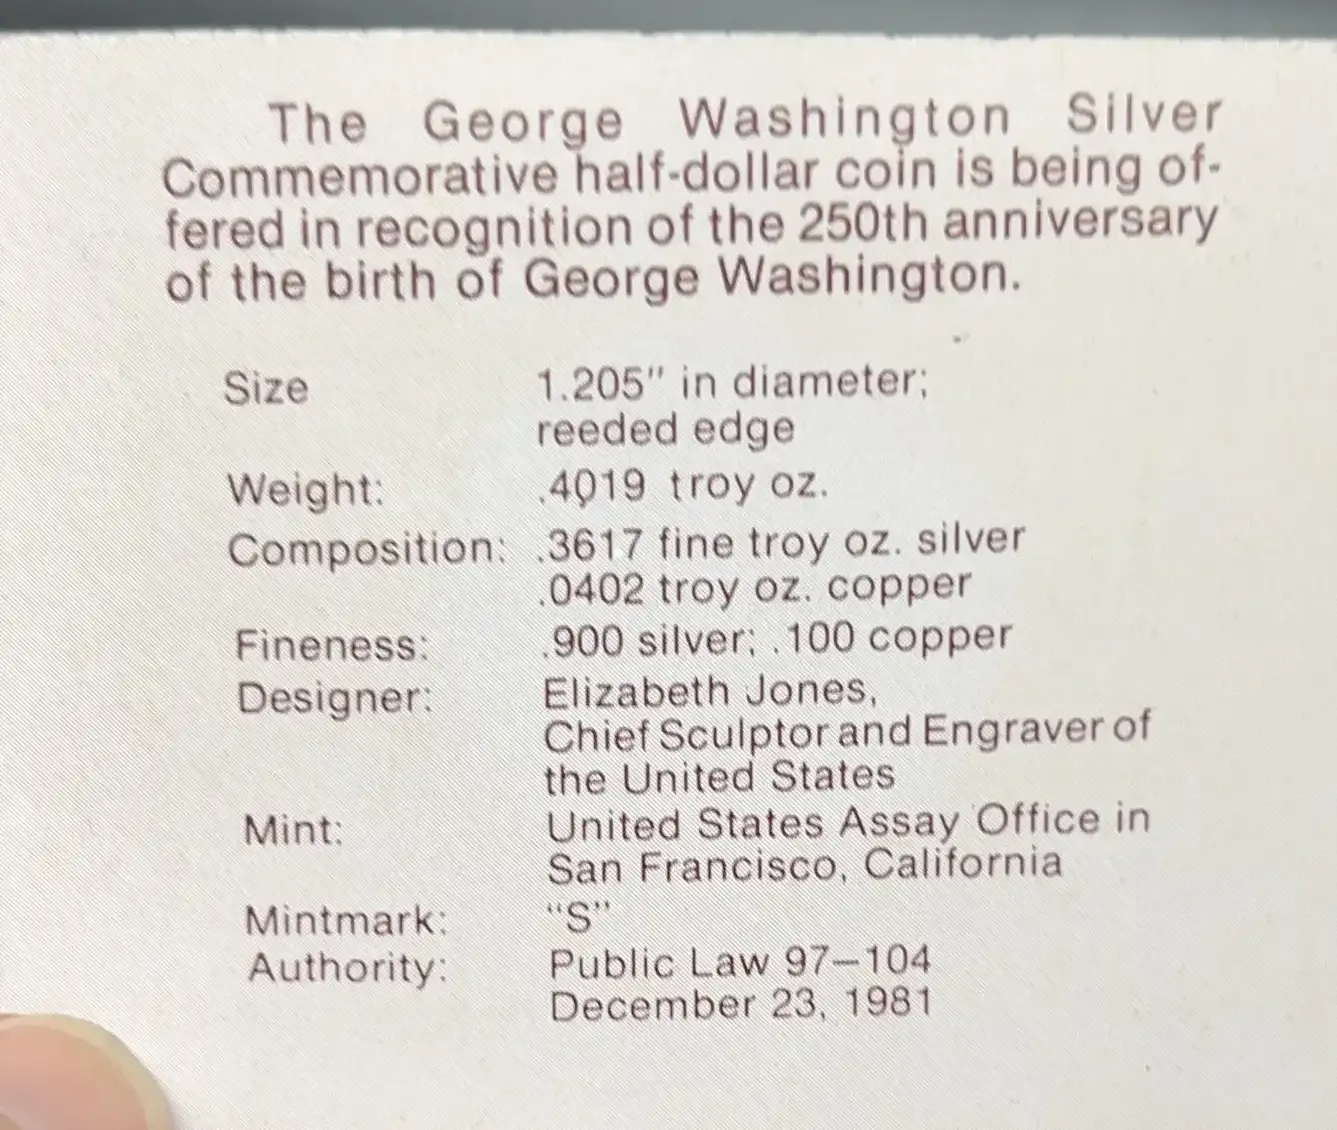 The George Washington Silver
Commemorative half-dollar coin is being of-
fered in recognition of the 250th anniversary
of the birth of George Washington.
Size 1.205" in diameter;
reeded edge
Weight: .4019 troy oz.
Composition: .3617 fine troy oz. silver
.0402 troy oz. copper
Fineness: .900 silver; .100 copper
Designer: Elizabeth Jones,
Chief Sculptor and Engraver of
the United States
Mint: United States Assay Office in
San Francisco, California
Mintmark: "S"
Authority: Public Law 97–104
December 23, 1981